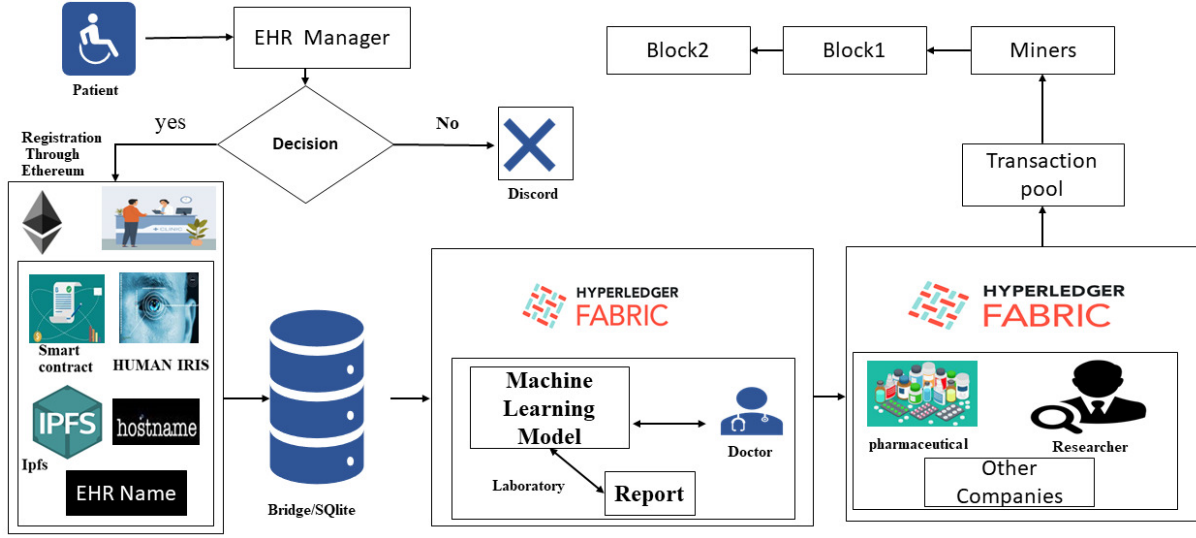 Patient
EHR Manager
Decision
yes
No
Discord
Registration
Through
Ethereum
CLINIC
Smart
contract
HUMAN IRIS
IPFS
Ipfs
hostname
EHR Name
Bridge/SQlite
HYPERLEDGER
FABRIC
Machine
Learning
Model
Doctor
Laboratory
Report
HYPERLEDGER
FABRIC
pharmaceutical
Researcher
Other
Companies
Transaction
pool
Miners
Block1
Block2